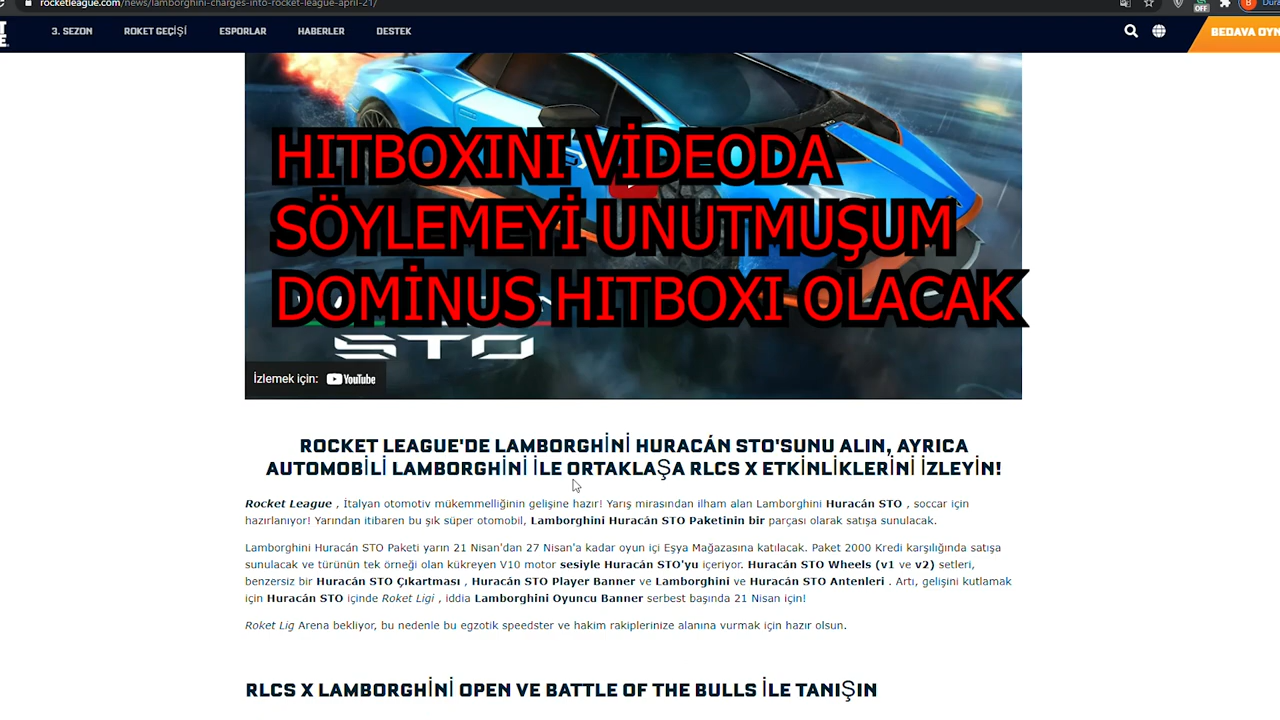 rocketleague.com/news/lamborghini-charges-into-rocket-league-april-21/
OFF
B
3. SEZON
ROKET GEÇİŞİ
ESPORLAR
HABERLER
DESTEK
BEDAVA OYN
HITBOXINI VİDEODA
SÖYLEMEYİ UNUTMUŞUM
DOMİNUS HITBOXI OLACAK
STO
İzlemek için: YouTube
ROCKET LEAGUE'DE LAMBORGHİNİ HURACÁN STO'SUNU ALIN, AYRICA
AUTOMOBİLİ LAMBORGHİNİ İLE ORTAKLAŞA RLCS X ETKİNLİKLERİNİ İZLEYİN!
Rocket League , İtalyan otomotiv mükemmelliğinin gelişine hazır! Yarış mirasından ilham alan Lamborghini Huracán STO , soccar için
hazırlanıyor! Yarından itibaren bu şık süper otomobil, Lamborghini Huracán STO Paketinin bir parçası olarak satışa sunulacak.
Lamborghini Huracán STO Paketi yarın 21 Nisan'dan 27 Nisan'a kadar oyun içi Eşya Mağazasına katılacak. Paket 2000 Kredi karşılığında satışa
sunulacak ve türünün tek örneği olan kükreyen V10 motor sesiyle Huracán STO'yu içeriyor. Huracán STO Wheels (v1 ve v2) setleri,
benzersiz bir Huracán STO Çıkartması , Huracán STO Player Banner ve Lamborghini ve Huracán STO Antenleri . Artı, gelişini kutlamak
için Huracán STO içinde Roket Ligi , iddia Lamborghini Oyuncu Banner serbest başında 21 Nisan için!
Roket Lig Arena bekliyor, bu nedenle bu egzotik speedster ve hakim rakiplerinize alanına vurmak için hazır olsun.
RLCS X LAMBORGHİNİ OPEN VE BATTLE OF THE BULLS İLE TANIŞIN